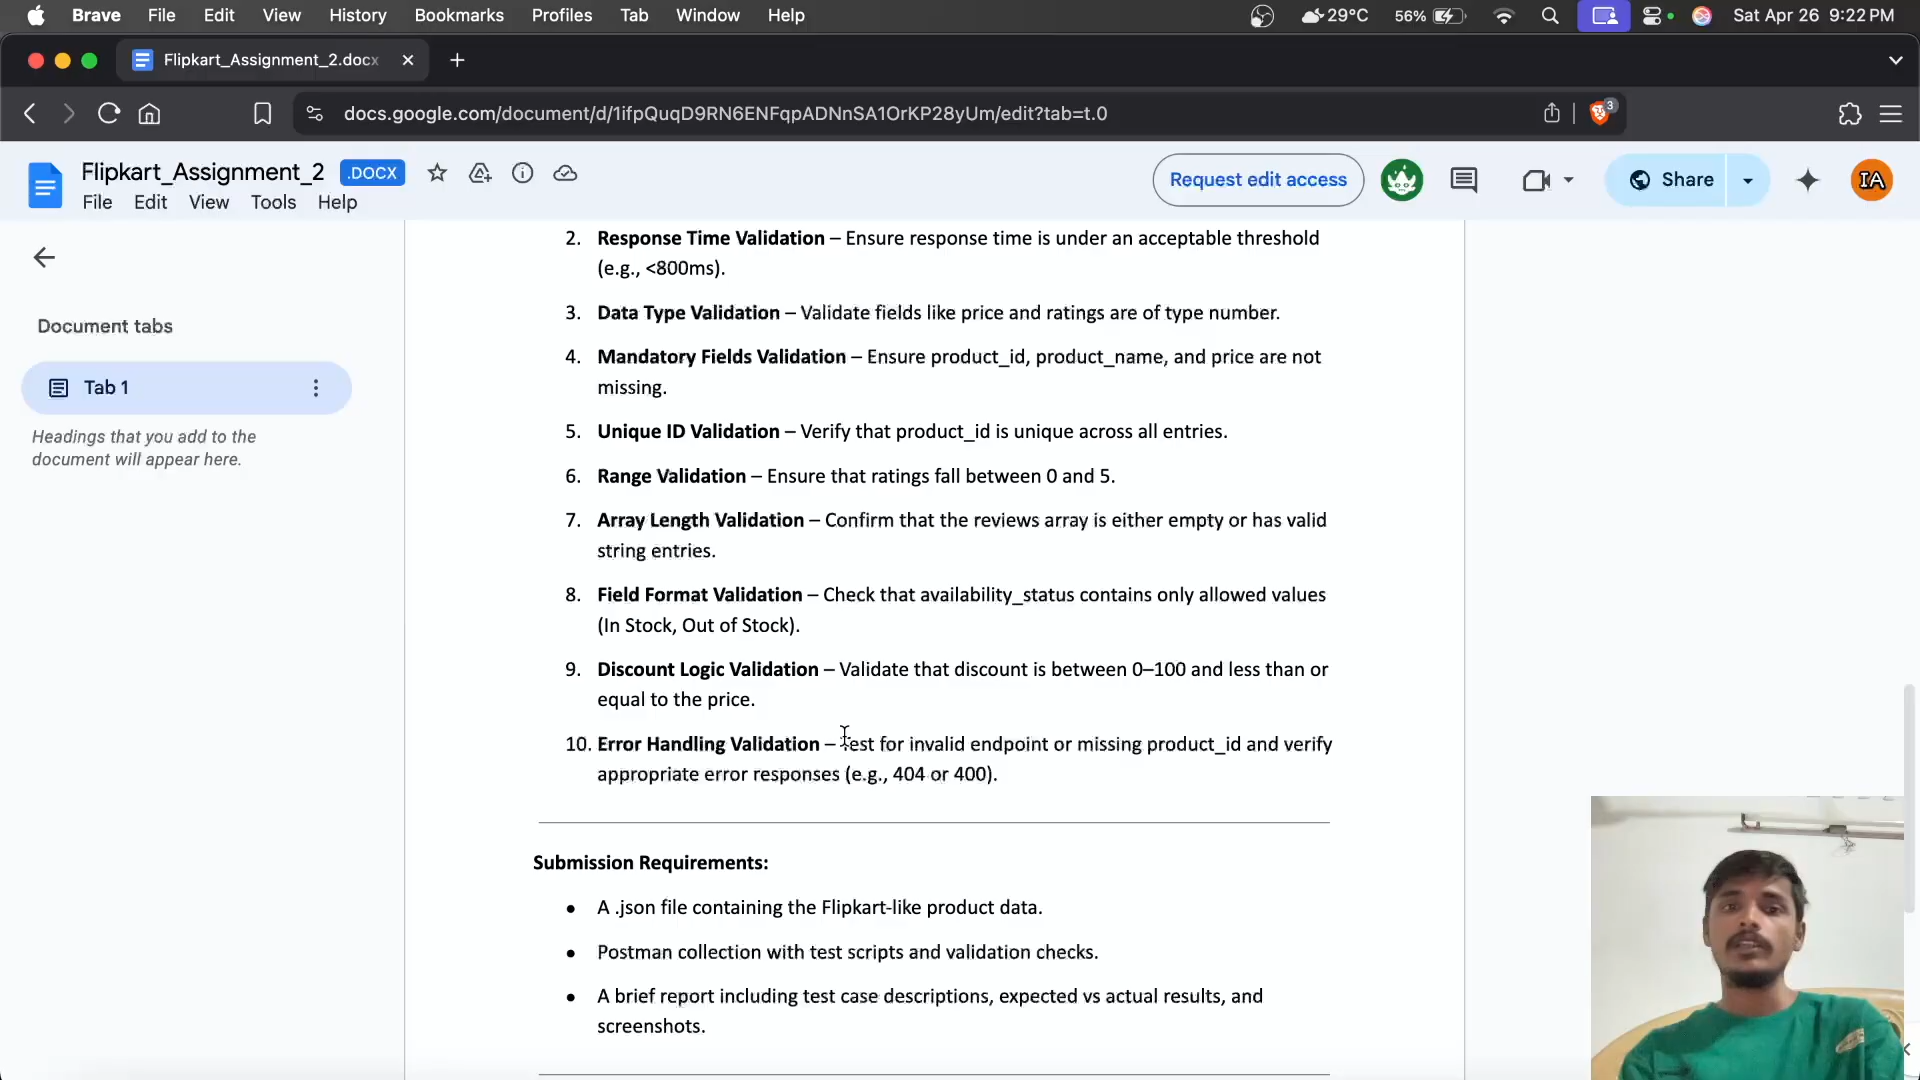 Brave File Edit View History Bookmarks Profiles Tab Window Help 29°C 56% Sat Apr 26 9:22 PM
Flipkart_Assignment_2.docx
docs.google.com/document/d/1ifpQuqD9RN6ENFqpADNnSA1OrKP28yUm/edit?tab=t.0 3
Flipkart_Assignment_2 .DOCX
File Edit View Tools Help
Request edit access Share IA
Document tabs
Tab 1
Headings that you add to the
document will appear here.
2. Response Time Validation – Ensure response time is under an acceptable threshold
(e.g., <800ms).
3. Data Type Validation – Validate fields like price and ratings are of type number.
4. Mandatory Fields Validation – Ensure product_id, product_name, and price are not
missing.
5. Unique ID Validation – Verify that product_id is unique across all entries.
6. Range Validation – Ensure that ratings fall between 0 and 5.
7. Array Length Validation – Confirm that the reviews array is either empty or has valid
string entries.
8. Field Format Validation – Check that availability_status contains only allowed values
(In Stock, Out of Stock).
9. Discount Logic Validation – Validate that discount is between 0–100 and less than or
equal to the price.
10. Error Handling Validation – Test for invalid endpoint or missing product_id and verify
appropriate error responses (e.g., 404 or 400).
Submission Requirements:
• A .json file containing the Flipkart-like product data.
• Postman collection with test scripts and validation checks.
• A brief report including test case descriptions, expected vs actual results, and
screenshots.